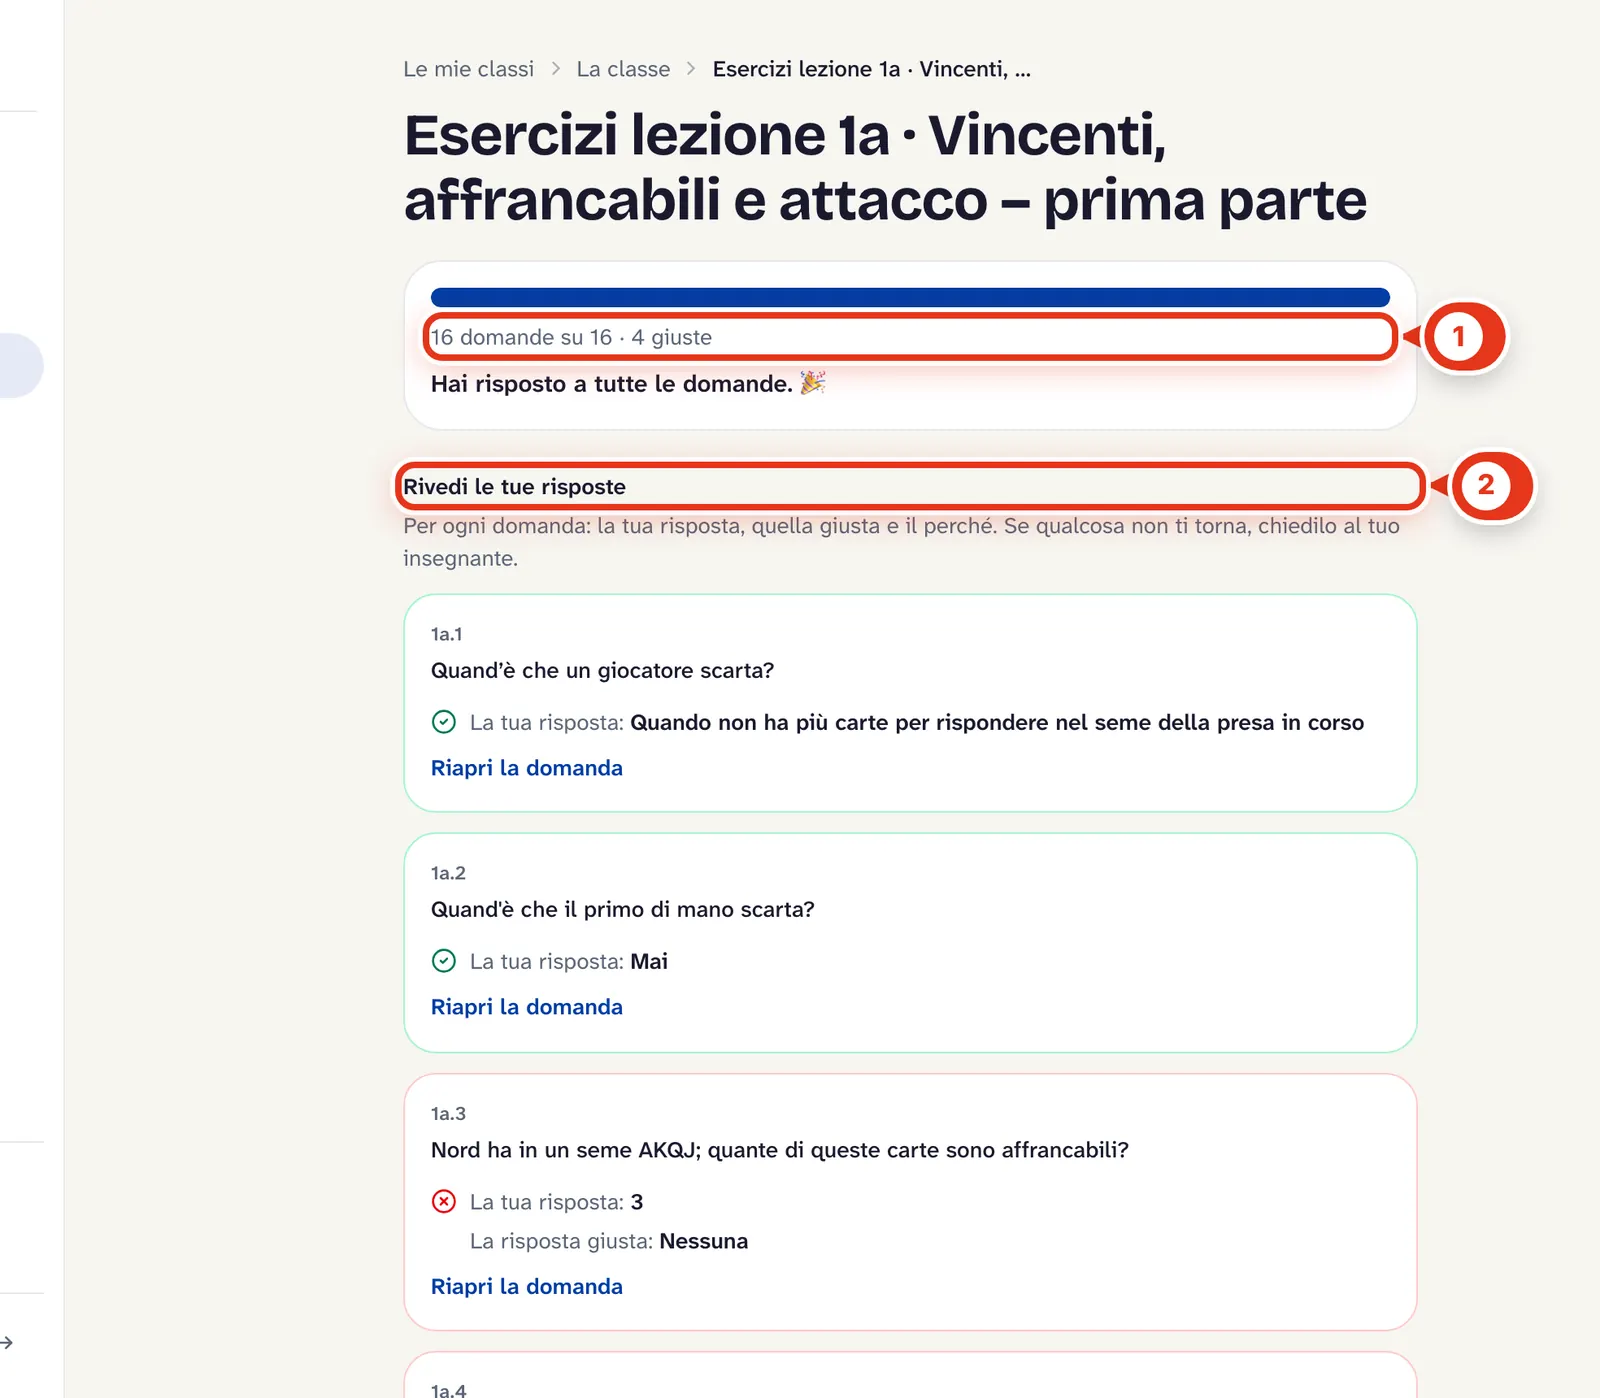 Le mie classi > La classe > Esercizi lezione 1a · Vincenti, ...
Esercizi lezione 1a · Vincenti,
affrancabili e attacco – prima parte
16 domande su 16 · 4 giuste
1
Hai risposto a tutte le domande. 🎉
Rivedi le tue risposte
2
Per ogni domanda: la tua risposta, quella giusta e il perché. Se qualcosa non ti torna, chiedilo al tuo
insegnante.
1a.1
Quand’è che un giocatore scarta?
La tua risposta: Quando non ha più carte per rispondere nel seme della presa in corso
Riapri la domanda
1a.2
Quand'è che il primo di mano scarta?
La tua risposta: Mai
Riapri la domanda
1a.3
Nord ha in un seme AKQJ; quante di queste carte sono affrancabili?
La tua risposta: 3
La risposta giusta: Nessuna
Riapri la domanda
1a.4